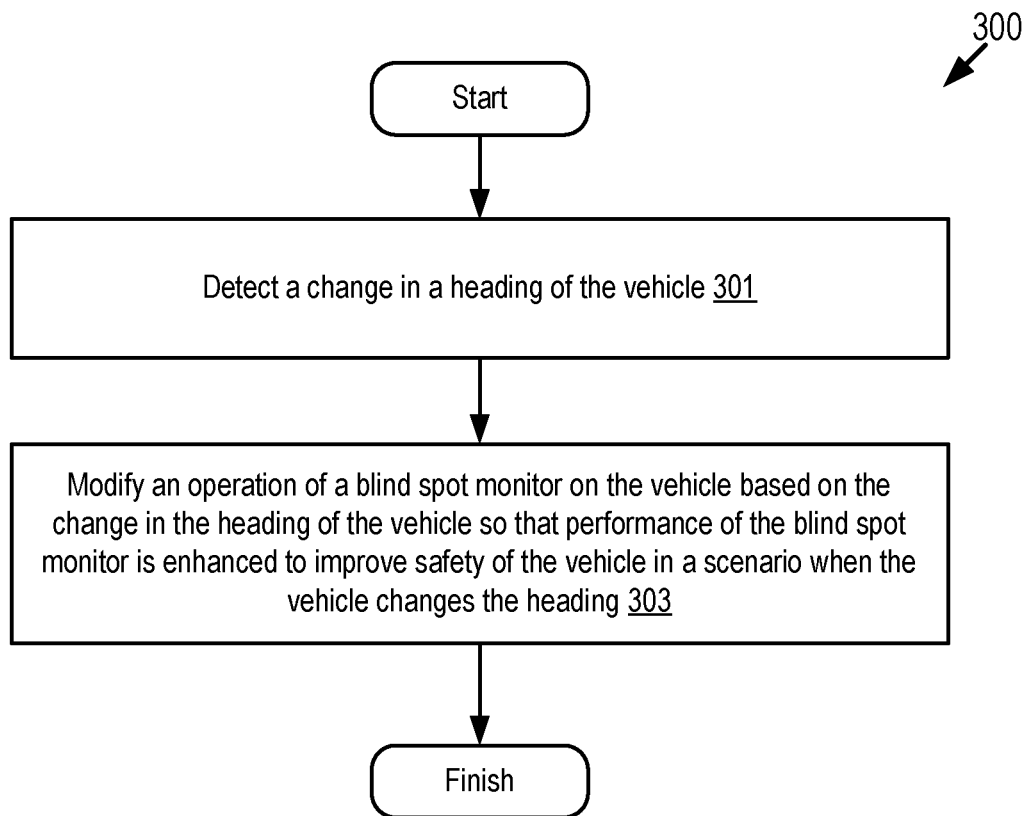 300
Start
Detect a change in a heading of the vehicle 301
Modify an operation of a blind spot monitor on the vehicle based on the
change in the heading of the vehicle so that performance of the blind spot
monitor is enhanced to improve safety of the vehicle in a scenario when the
vehicle changes the heading 303
Finish